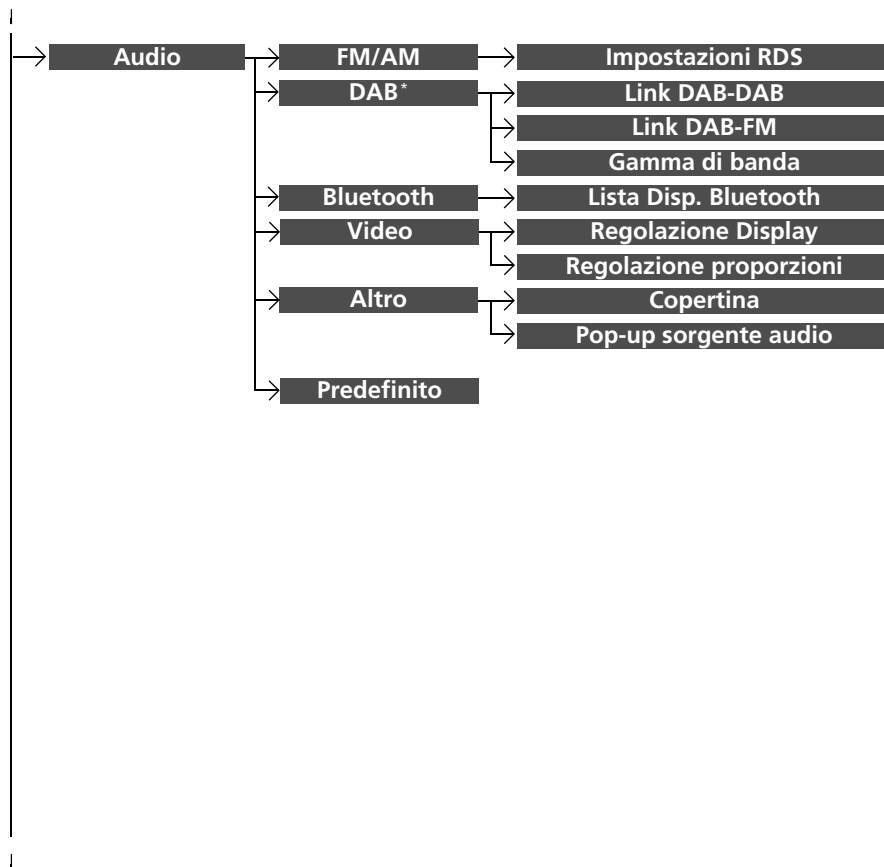 Audio
FM/AM
Impostazioni RDS
DAB*
Link DAB-DAB
Link DAB-FM
Gamma di banda
Bluetooth
Lista Disp. Bluetooth
Video
Regolazione Display
Regolazione proporzioni
Altro
Copertina
Pop-up sorgente audio
Predefinito